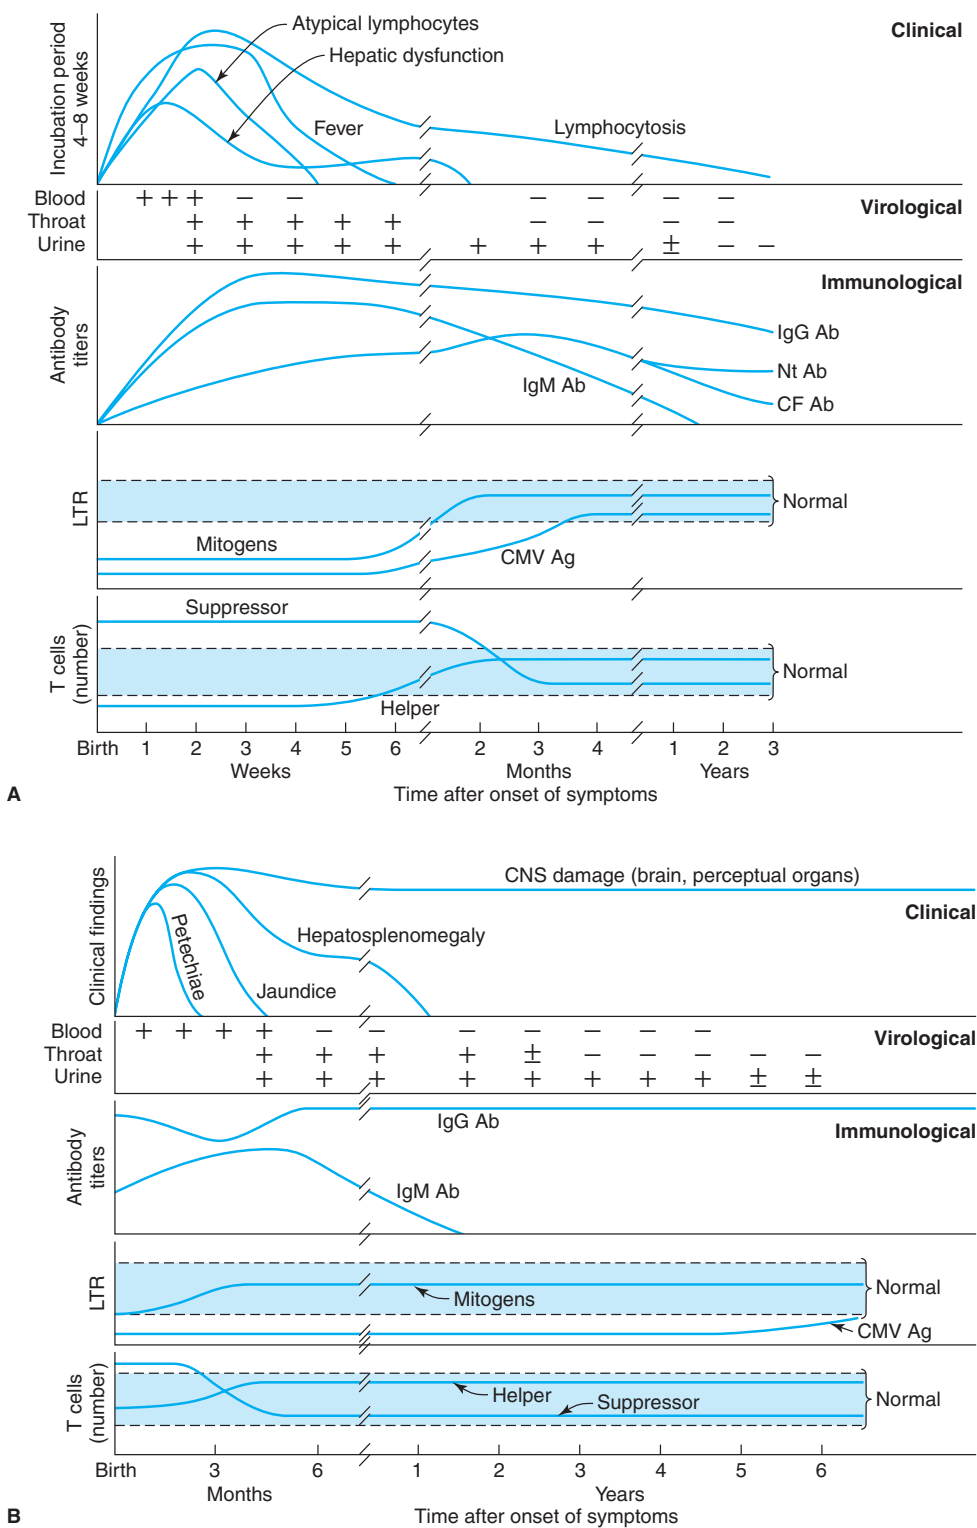 Clinical
Incubation period
4–8 weeks
Atypical lymphocytes
Hepatic dysfunction
Fever
Lymphocytosis
Virological
Blood + + + − − − − − −
Throat + + + + + − − − −
Urine + + + + + + + + ± − −
Immunological
Antibody
titers
IgG Ab
Nt Ab
IgM Ab
CF Ab
LTR
Normal
Mitogens
CMV Ag
T cells
(number)
Suppressor
Normal
Helper
Birth 1 2 3 4 5 6 2 3 4 1 2 3
Weeks Months Years
Time after onset of symptoms
A
Clinical findings
CNS damage (brain, perceptual organs)
Clinical
Petechiae
Hepatosplenomegaly
Jaundice
Virological
Blood + + + + − − − − − − −
Throat + + + + ± − − − − −
Urine + + + + + + + + ± ±
Antibody
titers
IgG Ab
Immunological
IgM Ab
LTR
Normal
Mitogens
CMV Ag
T cells
(number)
Helper
Suppressor
Normal
Birth 3 6 1 2 3 4 5 6
Months Years
Time after onset of symptoms
B